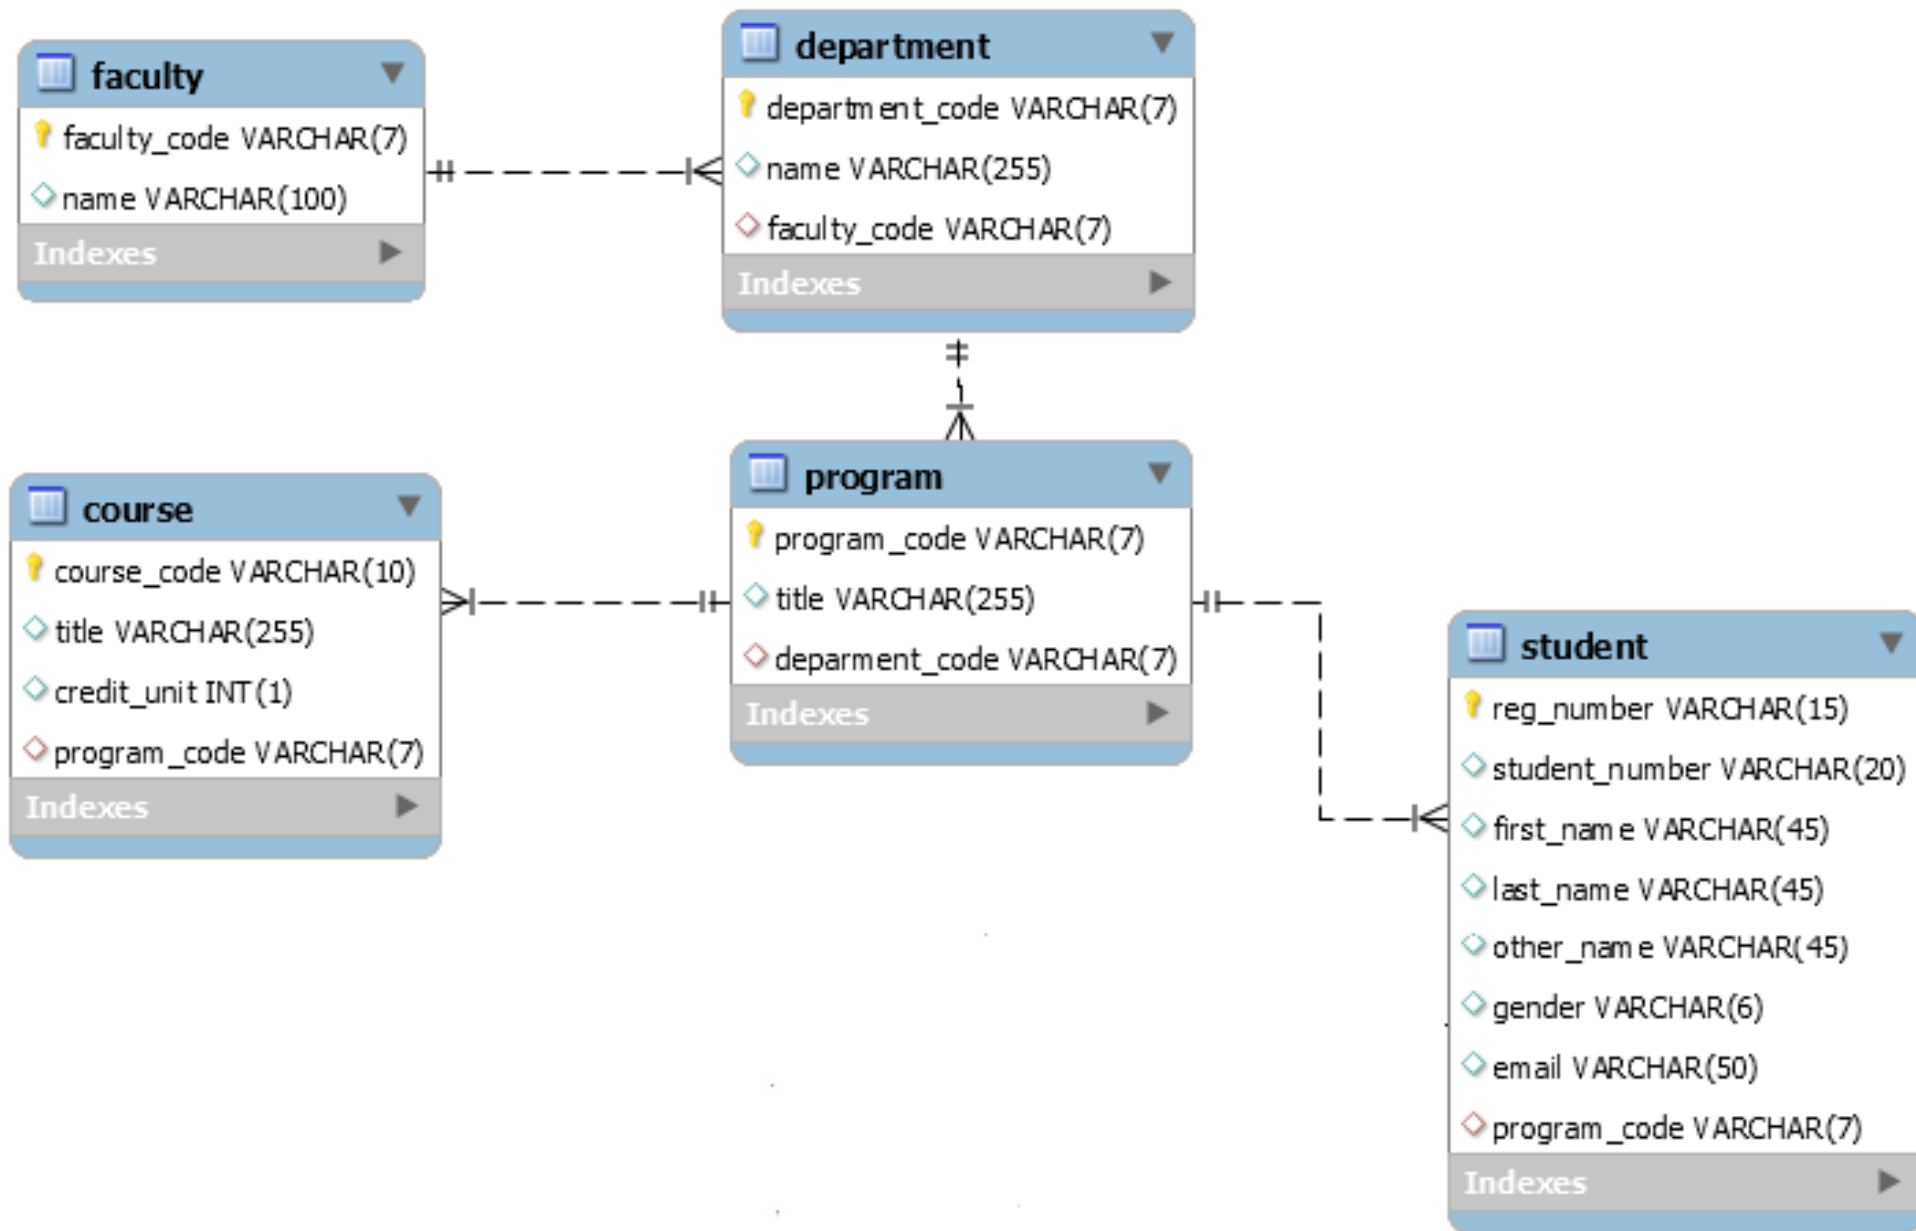 faculty
faculty_code VARCHAR(7)
name VARCHAR(100)
Indexes
department
department_code VARCHAR(7)
name VARCHAR(255)
faculty_code VARCHAR(7)
Indexes
course
course_code VARCHAR(10)
title VARCHAR(255)
credit_unit INT(1)
program_code VARCHAR(7)
Indexes
program
program_code VARCHAR(7)
title VARCHAR(255)
deparment_code VARCHAR(7)
Indexes
student
reg_number VARCHAR(15)
student_number VARCHAR(20)
first_name VARCHAR(45)
last_name VARCHAR(45)
other_name VARCHAR(45)
gender VARCHAR(6)
email VARCHAR(50)
program_code VARCHAR(7)
Indexes